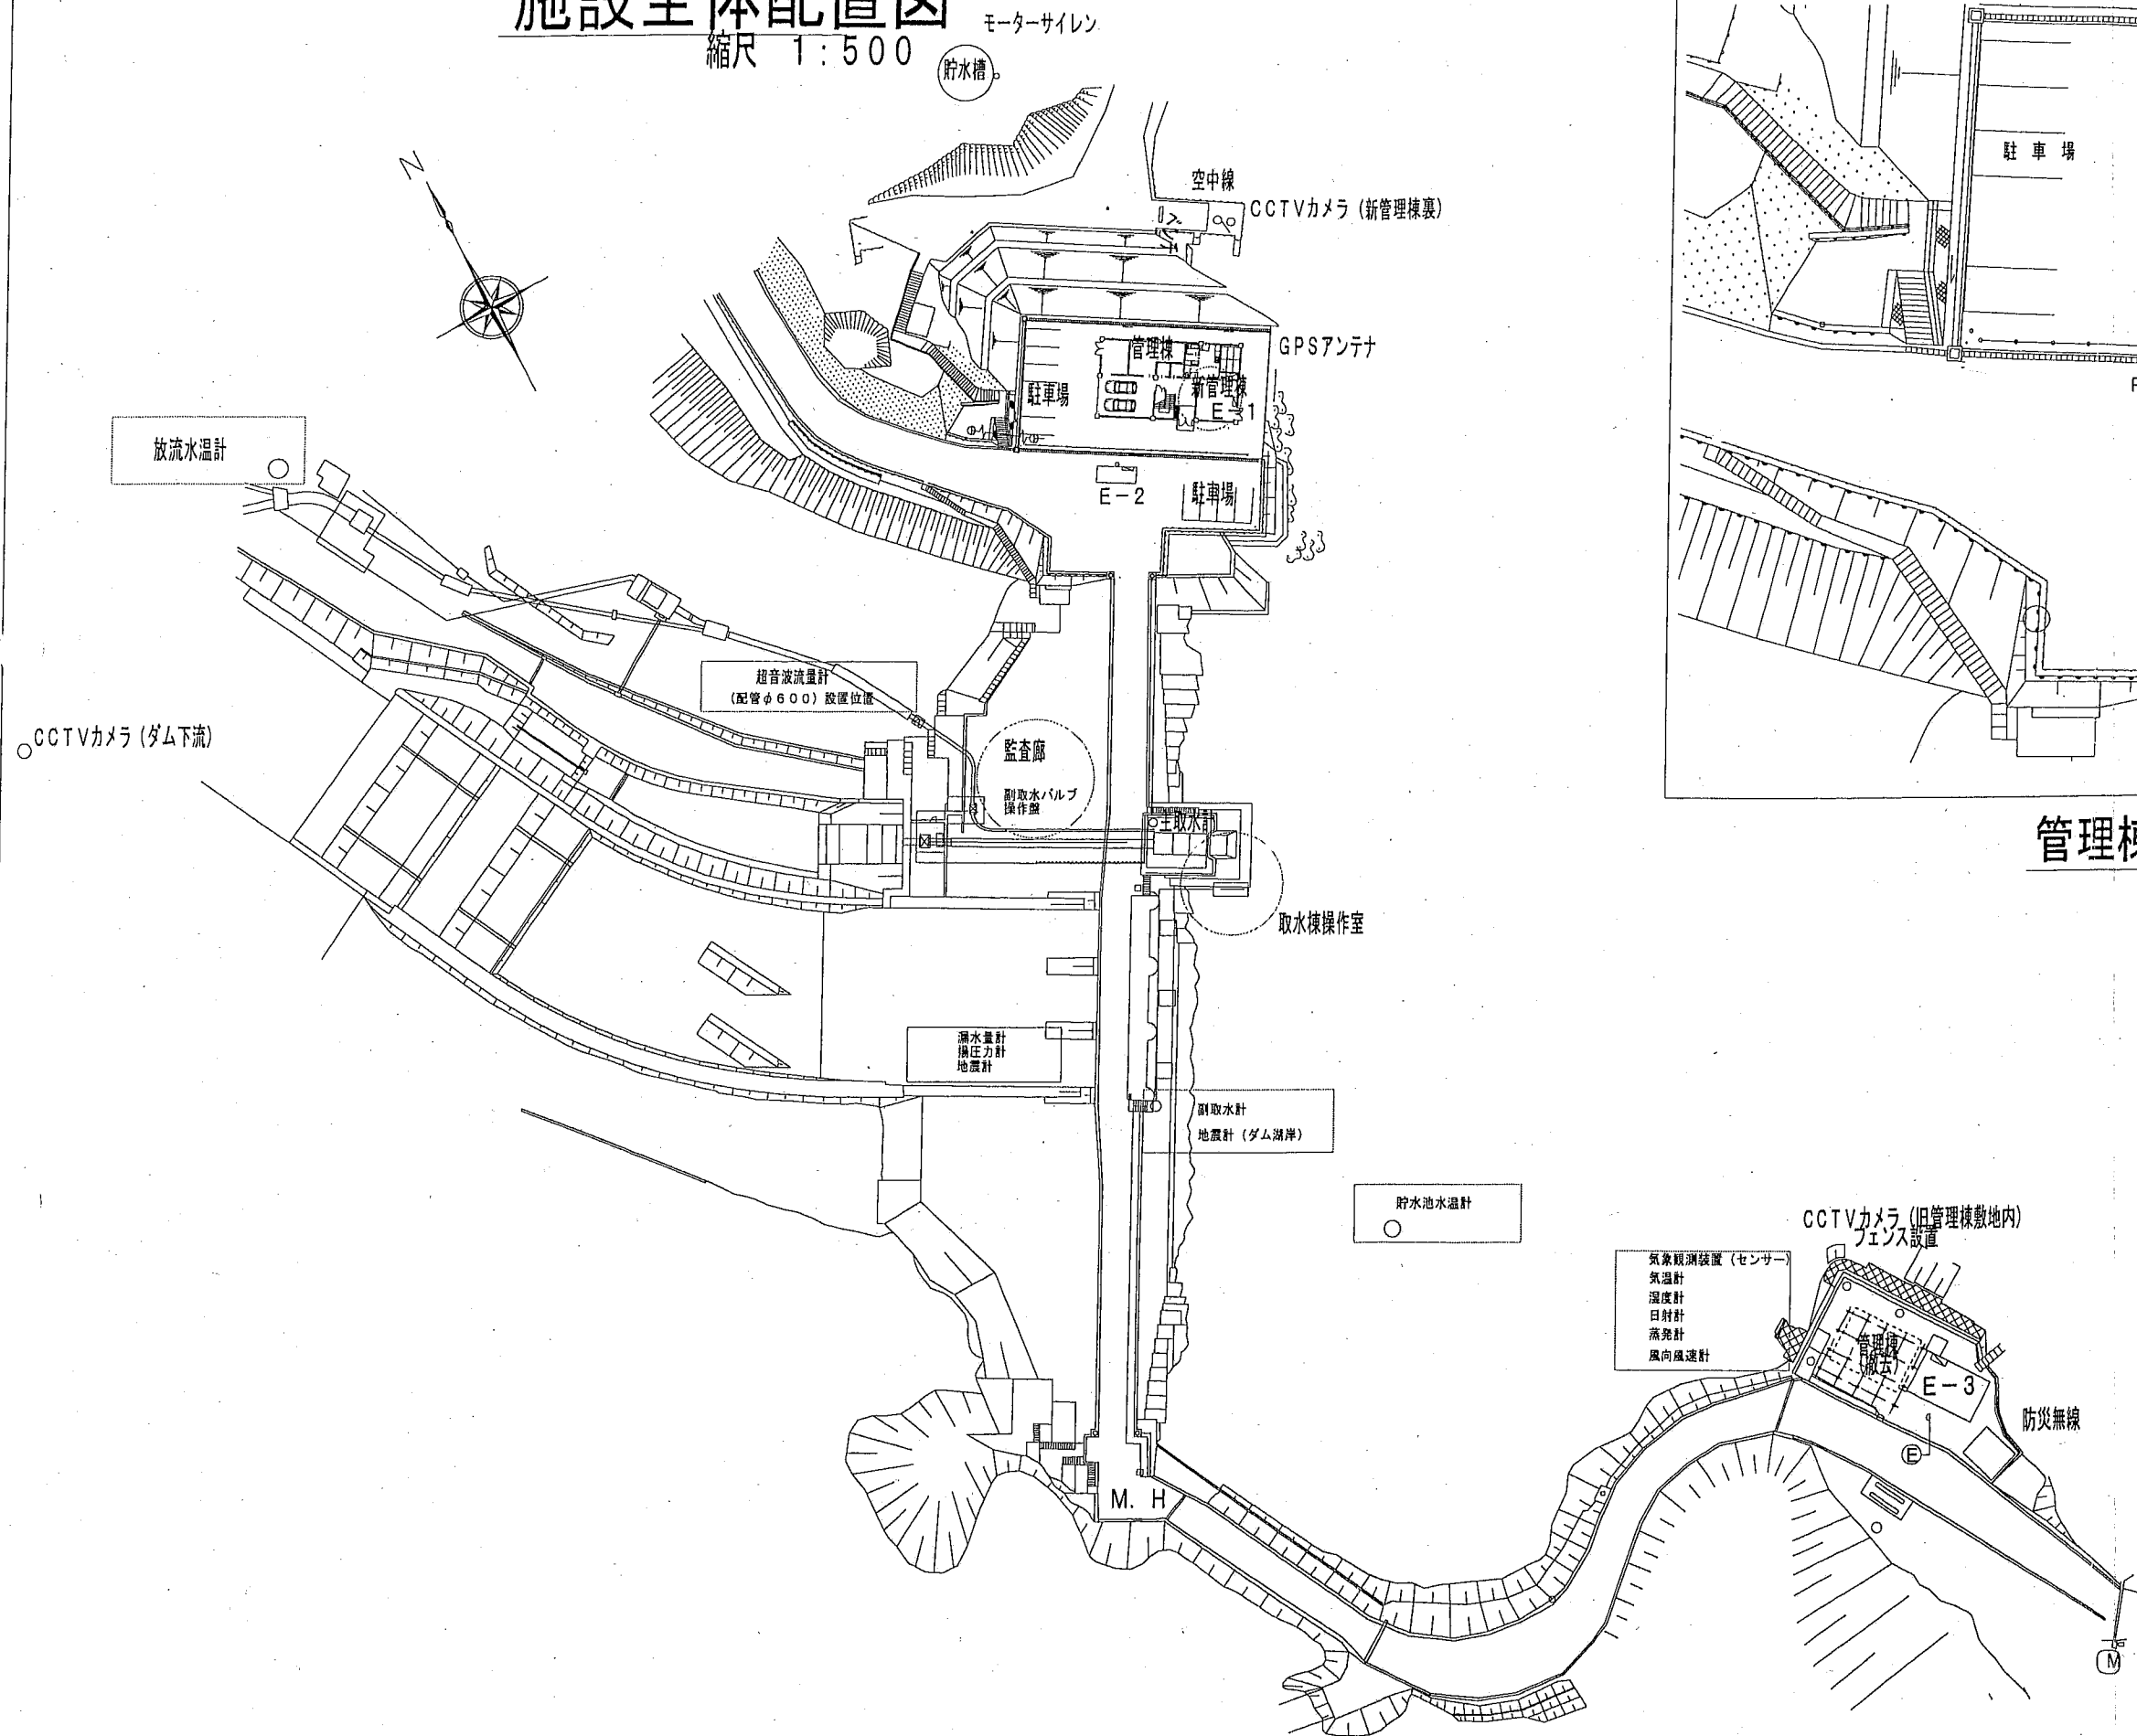 施設全体配置図
縮尺 1:500
モーターサイレン
貯水槽
N
空中線
CCTVカメラ(新管理棟裏)
GPSアンテナ
管理棟
新管理棟
E-1
駐車場
E-2
駐車場
駐車場
放流水温計
超音波流量計
(配管φ600)設置位置
CCTVカメラ(ダム下流)
監査廊
副取水バルブ
操作盤
主取水計
取水棟操作室
管理棟
漏水量計
揚圧力計
地震計
副取水計
地震計(ダム湖岸)
貯水池水温計
CCTVカメラ(旧管理棟敷地内)
フェンス設置
気象観測装置(センサー)
気温計
湿度計
日射計
蒸発計
風向風速計
管理棟
(撤去)
E-3
防災無線
E
M.H
M